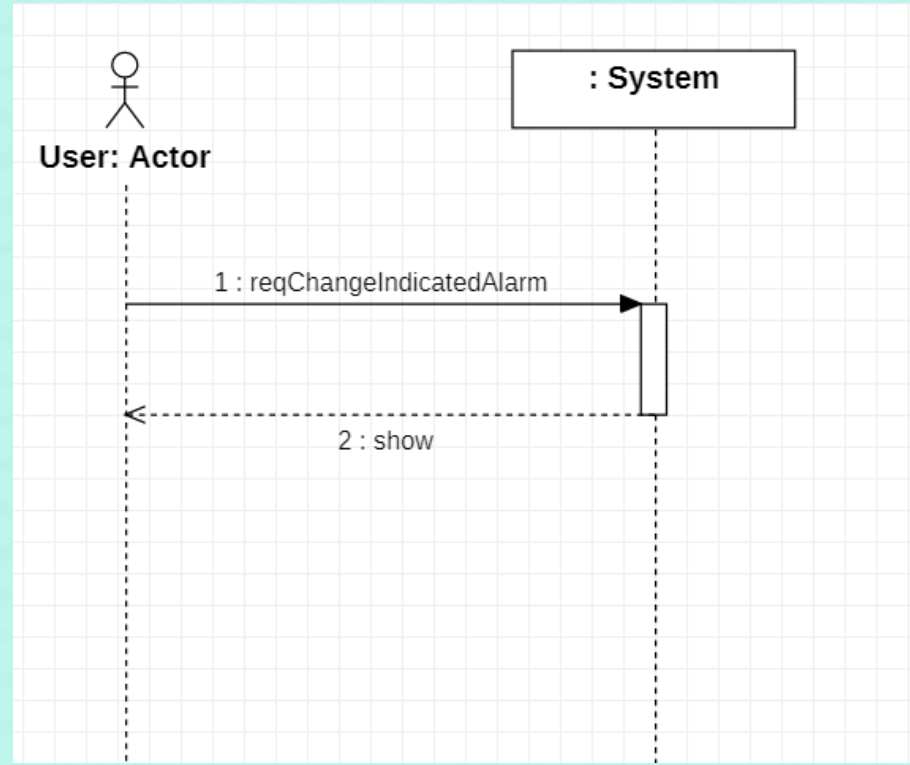 : System
User: Actor
1 : reqChangeIndicatedAlarm
2 : show